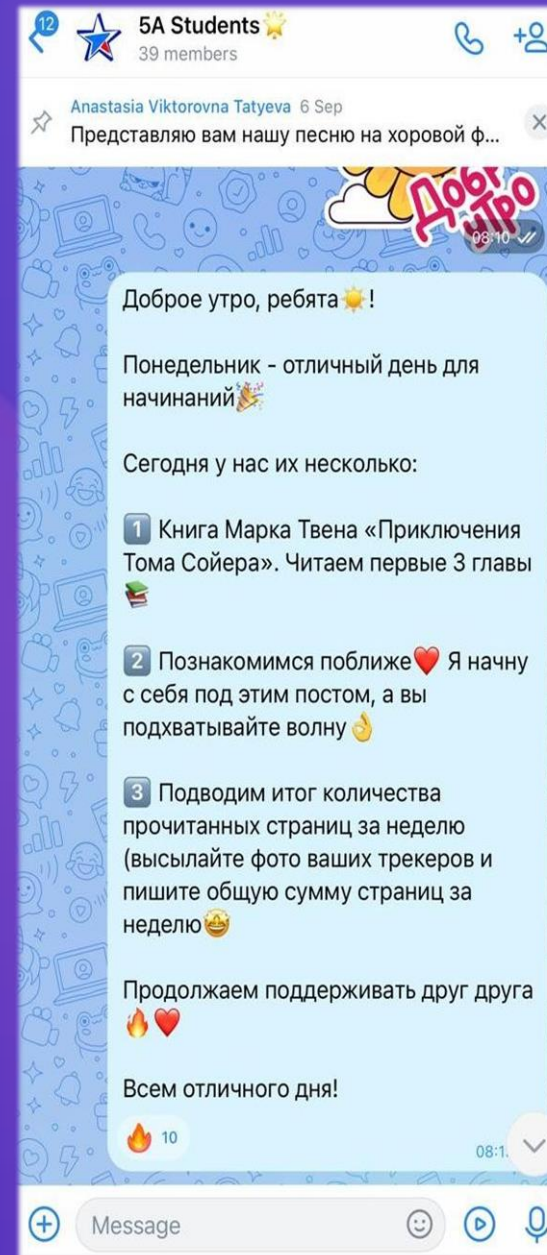 12
5A Students🌟
39 members
Anastasia Viktorovna Tatyeva 6 Sep
Представляю вам нашу песню на хоровой ф...
Доброе
утро
08:10
Доброе утро, ребята☀️!
Понедельник - отличный день для
начинаний🎉
Сегодня у нас их несколько:
1️⃣ Книга Марка Твена «Приключения
Тома Сойера». Читаем первые 3 главы
📚
2️⃣ Познакомимся поближе❤️ Я начну
с себя под этим постом, а вы
подхватывайте волну👌
3️⃣ Подводим итог количества
прочитанных страниц за неделю
(высылайте фото ваших трекеров и
пишите общую сумму страниц за
неделю🤩
Продолжаем поддерживать друг друга
🔥❤️
Всем отличного дня!
🔥 10
Message